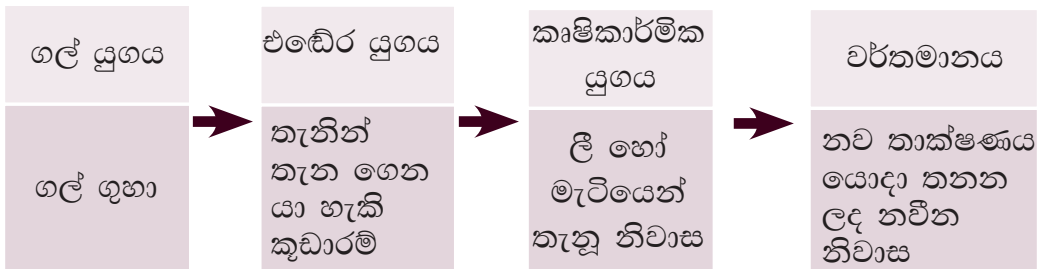 ගල් යුගය
ගල් ගුහා
එඬේර යුගය
තැනින්
තැන ගෙන
යා හැකි
කූඩාරම්
කෘෂිකාර්මික
යුගය
ලී හෝ
මැටියෙන්
තැනූ නිවාස
වර්තමානය
නව තාක්ෂණය
යොදා තනන
ලද නවීන
නිවාස